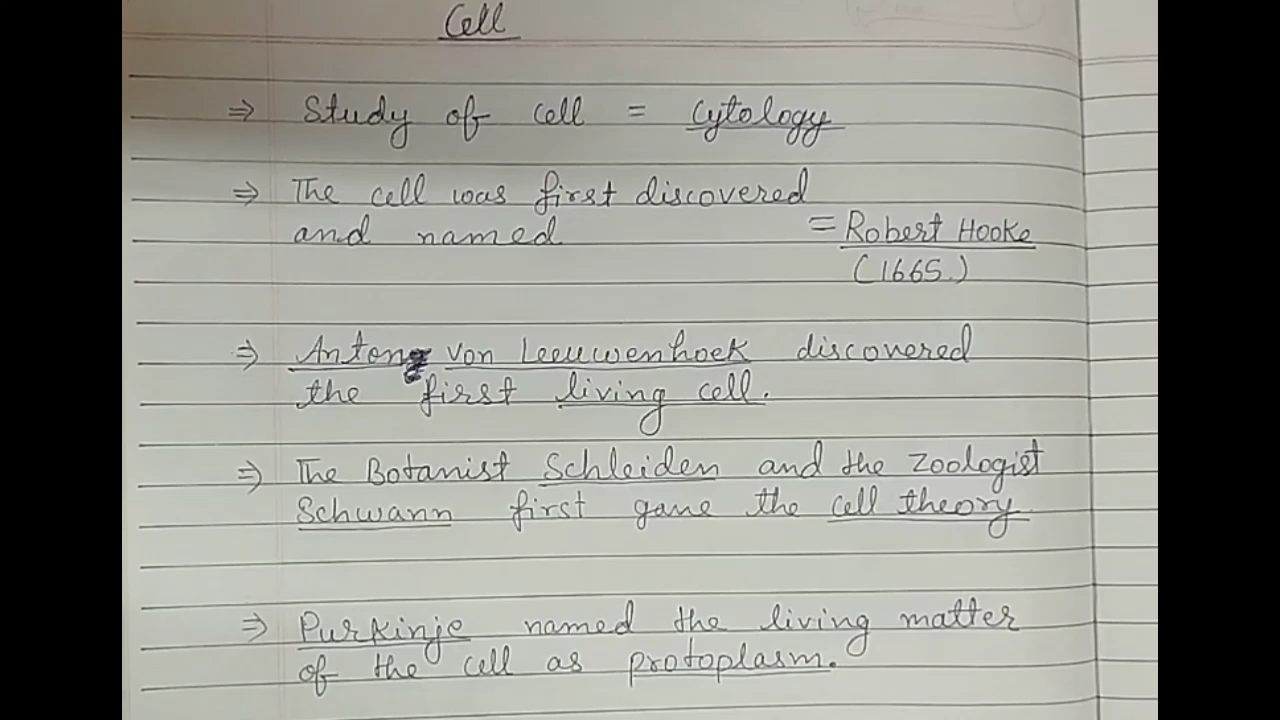 Cell
⇒ Study of cell = Cytology
⇒ The cell was first discovered
and named = Robert Hooke
(1665.)
⇒ Anton von Leeuwenhoek discovered
the first living cell.
⇒ The Botanist Schleiden and the Zoologist
Schwann first gave the cell theory
⇒ Purkinje named the living matter
of the cell as protoplasm.